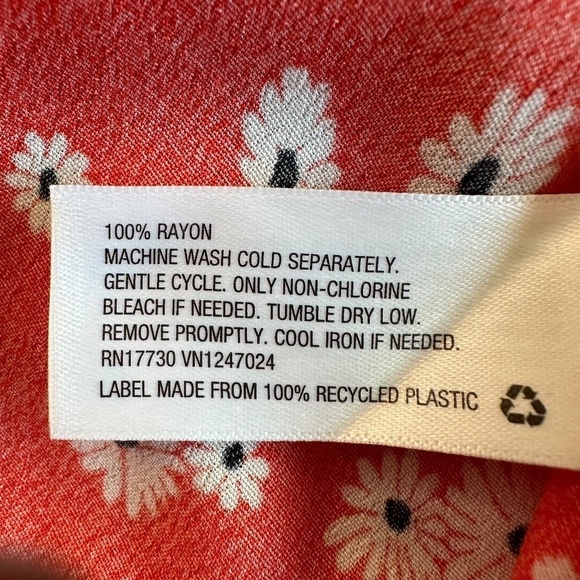 100% RAYON
MACHINE WASH COLD SEPARATELY.
GENTLE CYCLE. ONLY NON-CHLORINE
BLEACH IF NEEDED. TUMBLE DRY LOW.
REMOVE PROMPTLY. COOL IRON IF NEEDED.
RN17730 VN1247024
LABEL MADE FROM 100% RECYCLED PLASTIC